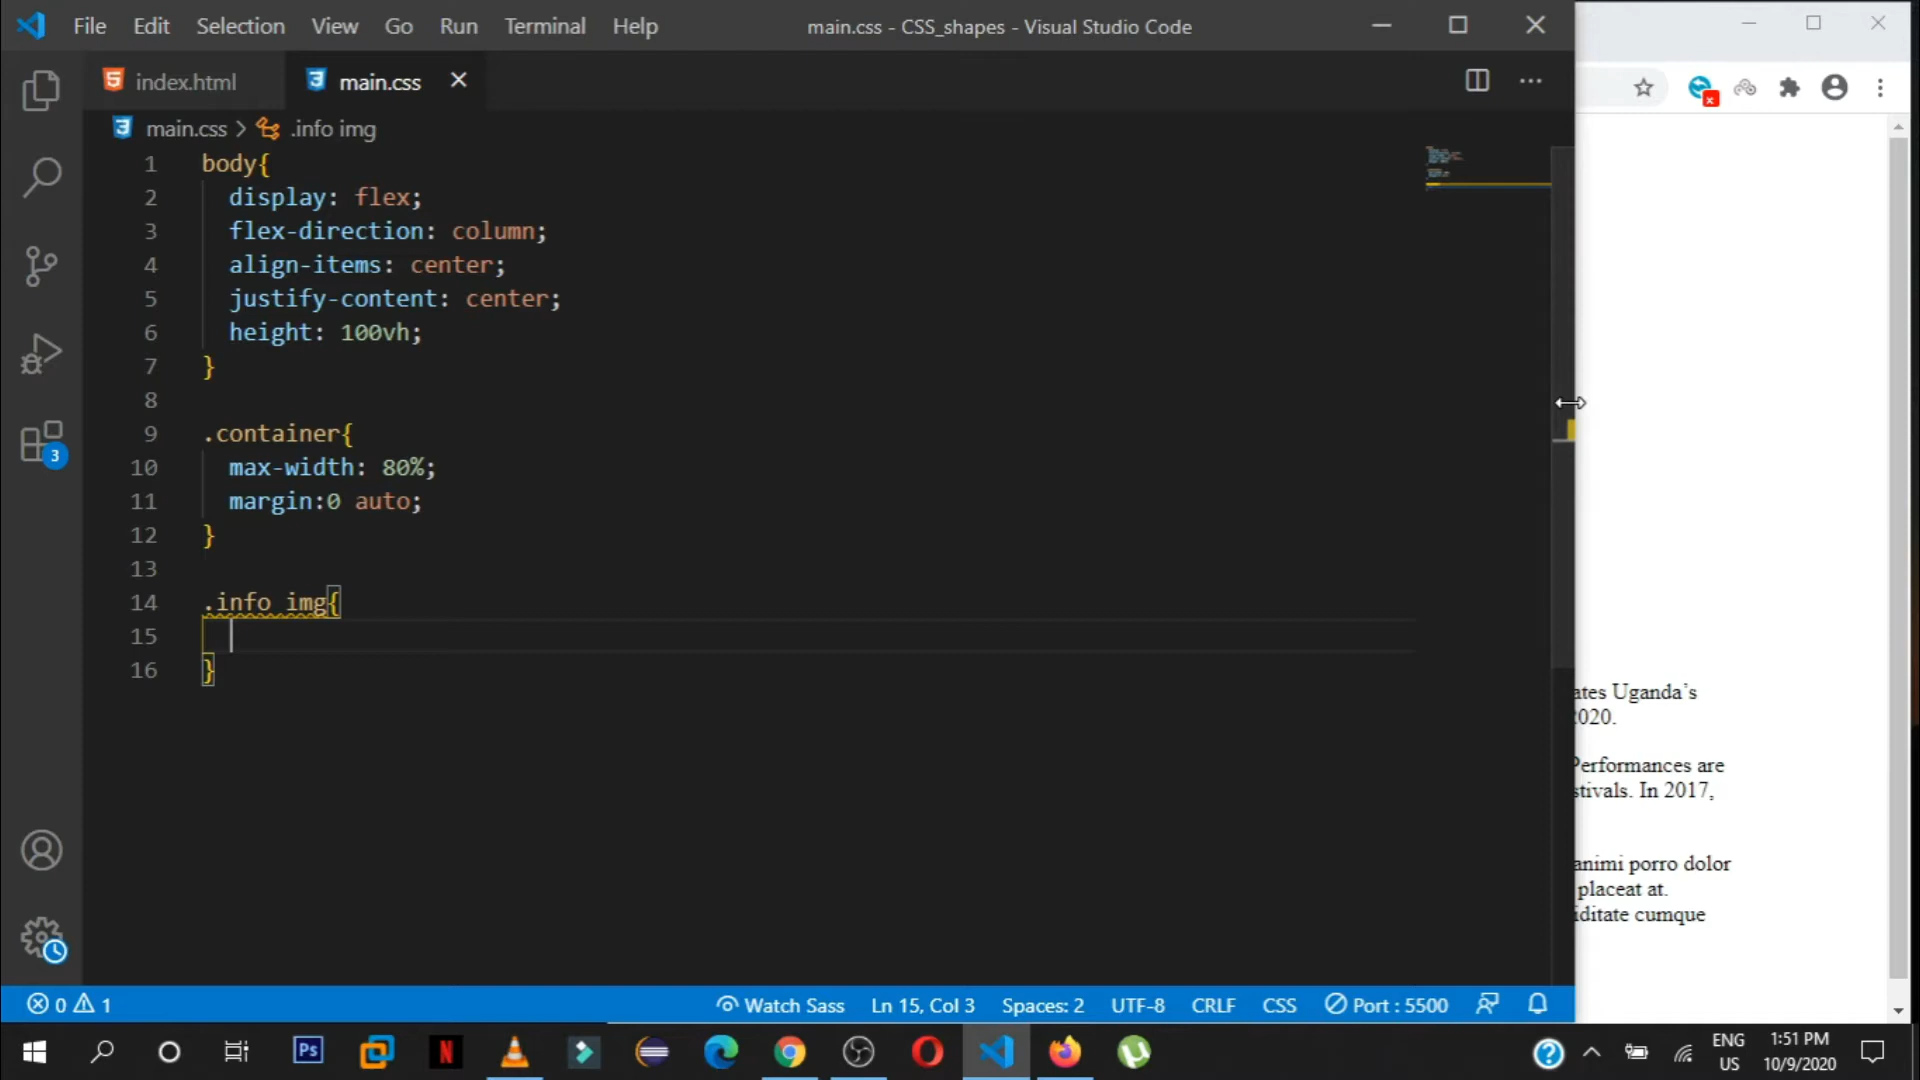 File Edit Selection View Go Run Terminal Help
main.css - CSS_shapes - Visual Studio Code
index.html
main.css
main.css > .info img
1 body{
2 display: flex;
3 flex-direction: column;
4 align-items: center;
5 justify-content: center;
6 height: 100vh;
7 }
8
9 .container{
10 max-width: 80%;
11 margin:0 auto;
12 }
13
14 .info img{
15
16 }
3
ates Uganda’s
2020.
Performances are
stivals. In 2017,
animi porro dolor
placeat at.
iditate cumque
0 1
Watch Sass
Ln 15, Col 3
Spaces: 2
UTF-8
CRLF
CSS
Port : 5500
Ps
N
ENG
US
1:51 PM
10/9/2020